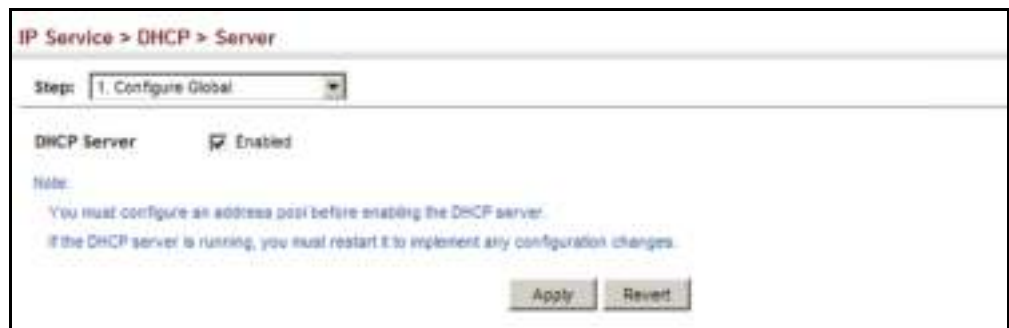 IP Service > DHCP > Server
Step: 1. Configure Global
DHCP Server Enabled
Note:
You must configure an address pool before enabling the DHCP server.
If the DHCP server is running, you must restart it to implement any configuration changes.
Apply Revert